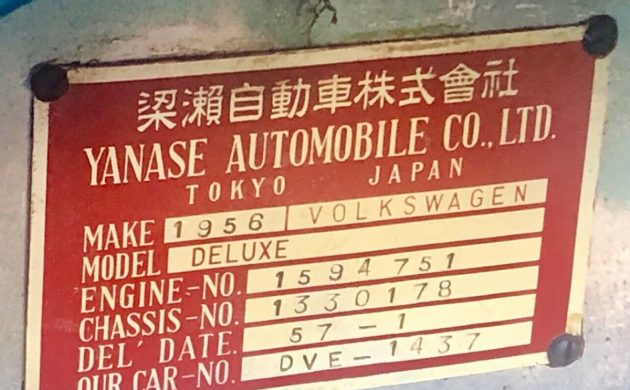 梁瀬自動車株式會社
YANASE AUTOMOBILE CO., LTD.
TOKYO JAPAN
MAKE 1956 VOLKSWAGEN
MODEL DELUXE
ENGINE-NO. 1594751
CHASSIS-NO. 1330178
DEL' DATE. 57-1
OUR CAR-NO. DVE-1437